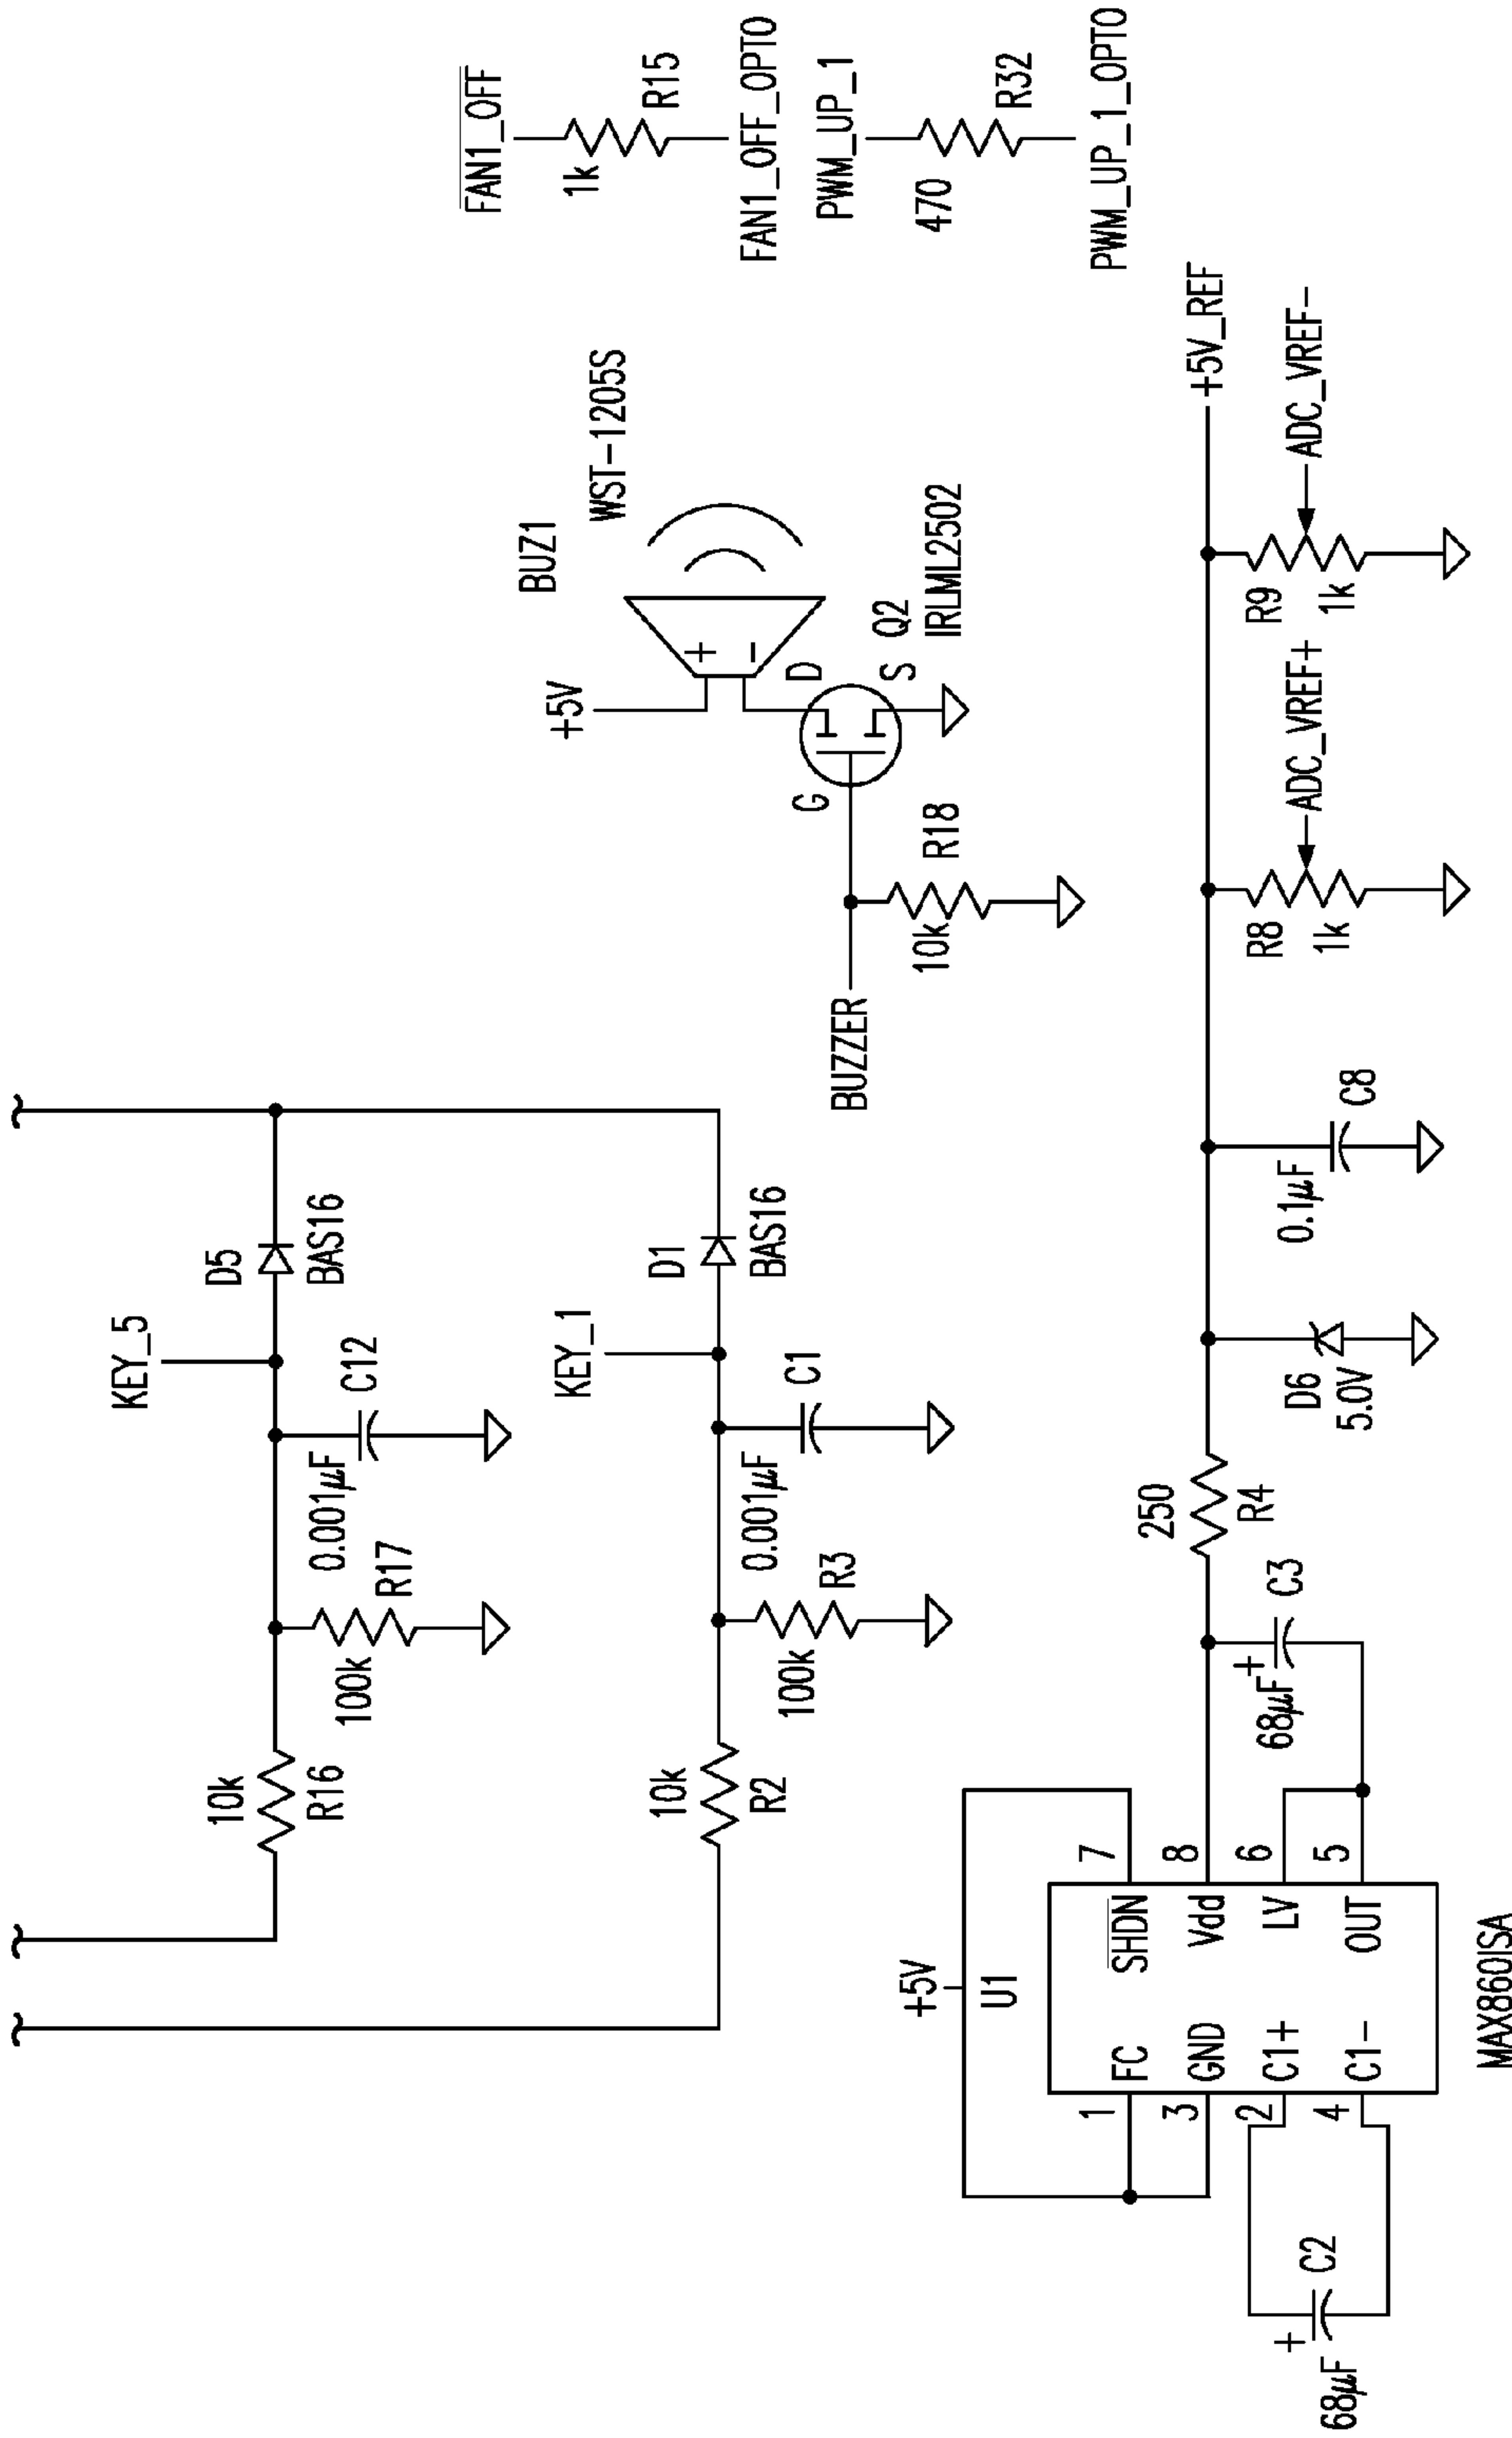 KEY_5
10k
R16
100k
R17
0.001µF
C12
D5
BAS16
KEY_1
10k
R2
100k
R3
0.001µF
C1
D1
BAS16
FAN1_OFF
1k
R15
FAN1_OFF_OPTO
PWM_UP_1
470
R32
PWM_UP_1_OPTO
+5V
BUZ1
WST-1205S
+
-
D
G
S
Q2
IRLML2502
BUZZER
10k
R18
+5V
U1
1
FC
SHDN
7
3
GND
Vdd
8
2
C1+
LV
6
4
C1-
OUT
5
MAX860ISA
+
68µF
C2
+
68µF
C3
250
R4
D6
5.0V
0.1µF
C8
R8
1k
ADC_VREF+
R9
1k
ADC_VREF-
+5V_REF